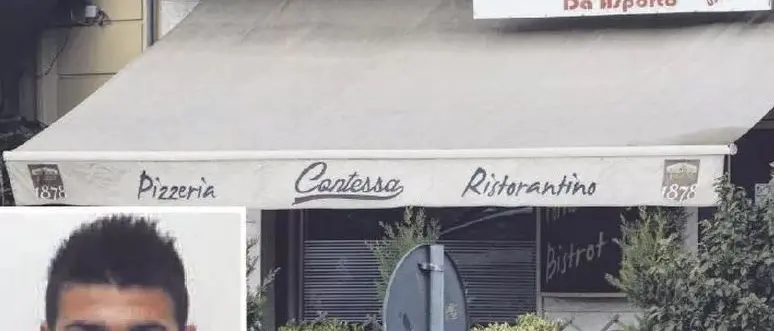 Da Asporto
1878 Pizzeria Contessa Ristorantino 1878
Bistrot